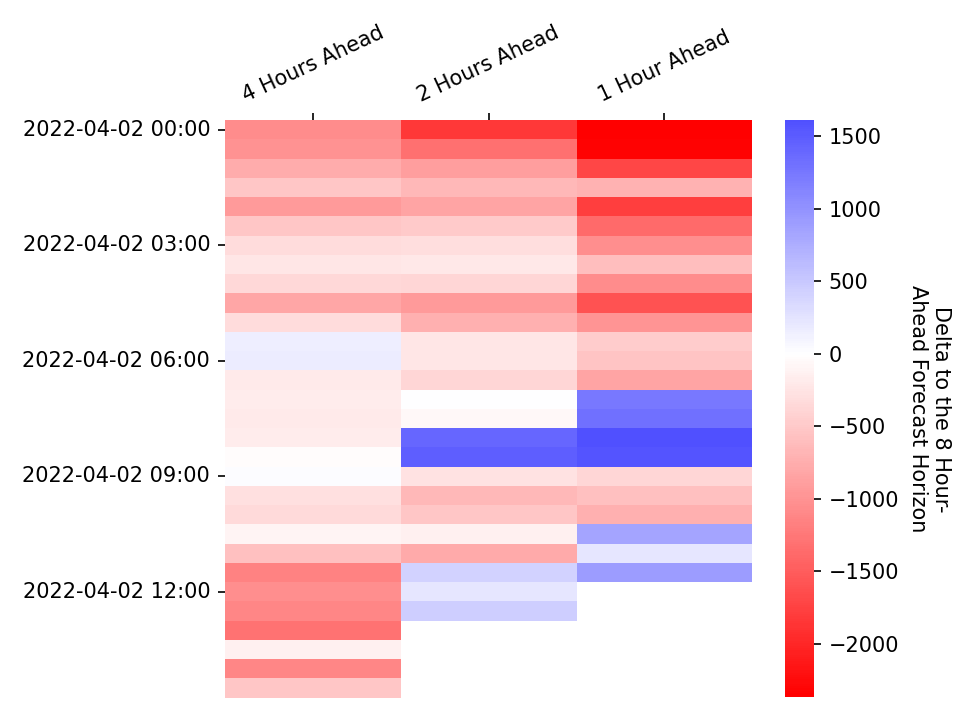 4 Hours Ahead
2 Hours Ahead
1 Hour Ahead
2022-04-02 00:00
2022-04-02 03:00
2022-04-02 06:00
2022-04-02 09:00
2022-04-02 12:00
1500
1000
500
0
−500
−1000
−1500
−2000
Delta to the 8 Hour-
Ahead Forecast Horizon